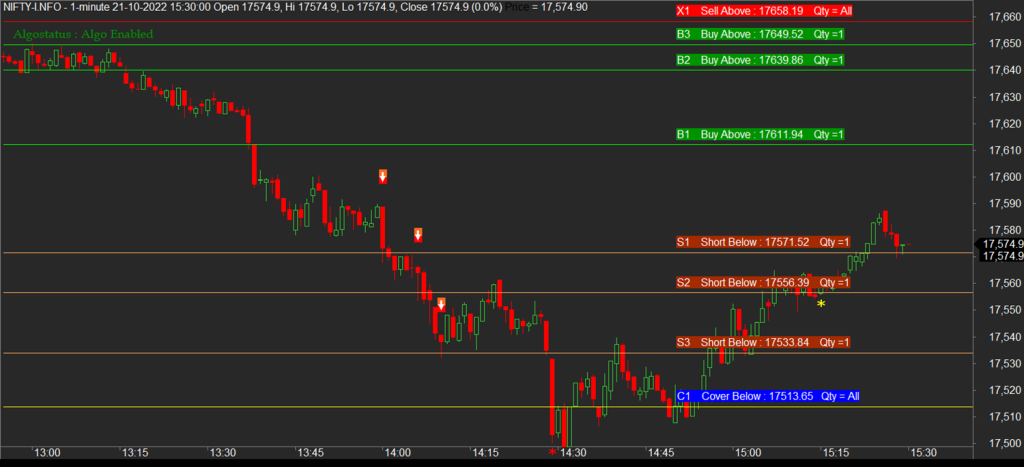 NIFTY-I.NFO - 1-minute 21-10-2022 15:30:00 Open 17574.9, Hi 17574.9, Lo 17574.9, Close 17574.9 (0.0%) Price = 17,574.90
Algostatus : Algo Enabled
X1 Sell Above : 17658.19 Qty = All
B3 Buy Above : 17649.52 Qty =1
B2 Buy Above : 17639.86 Qty =1
B1 Buy Above : 17611.94 Qty =1
S1 Short Below : 17571.52 Qty =1
S2 Short Below : 17556.39 Qty =1
S3 Short Below : 17533.84 Qty =1
C1 Cover Below : 17513.65 Qty = All
17,660
17,650
17,640
17,630
17,620
17,610
17,600
17,590
17,580
17,574.9
17,574.9
17,560
17,550
17,540
17,530
17,520
17,510
17,500
13:00 13:15 13:30 13:45 14:00 14:15 14:30 14:45 15:00 15:15 15:30